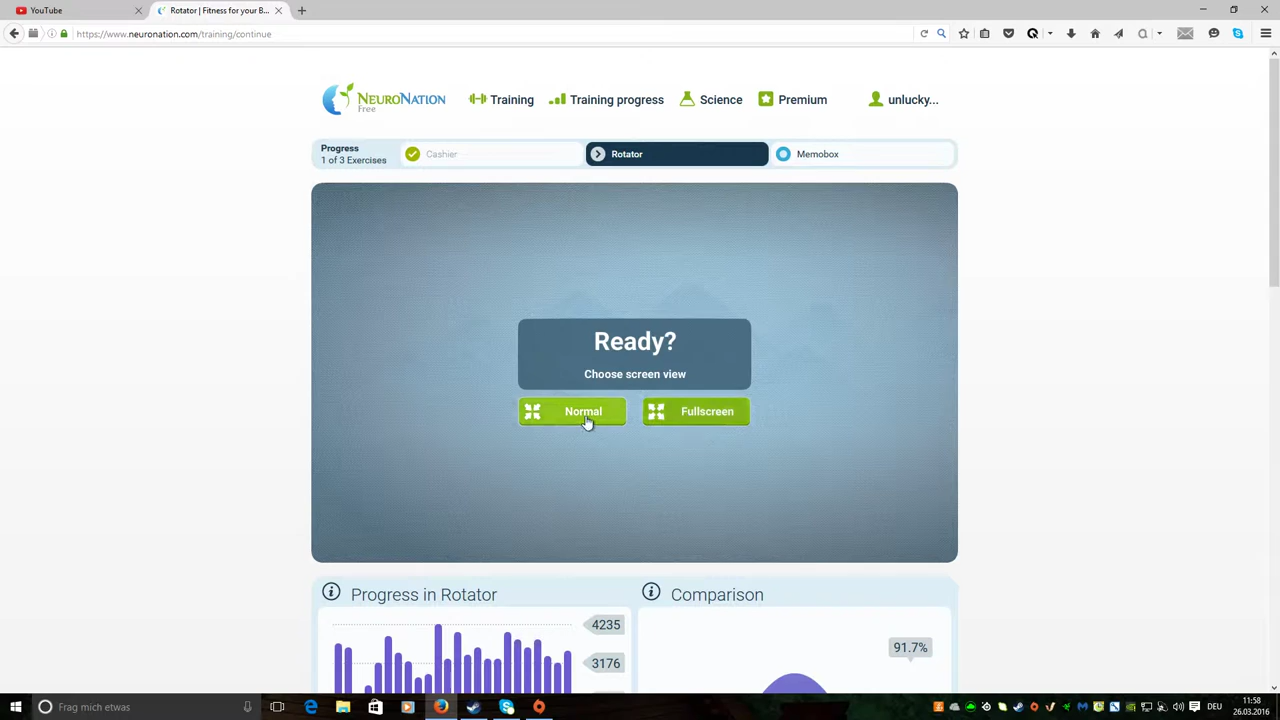 YouTube
Rotator | Fitness for your B...
https://www.neuronation.com/training/continue
NEURONATION
Free
Training
Training progress
Science
Premium
unlucky...
Progress
1 of 3 Exercises
Cashier
Rotator
Memobox
Ready?
Choose screen view
Normal
Fullscreen
Progress in Rotator
Comparison
4235
3176
91.7%
Frag mich etwas
DEU
11:58
26.03.2016